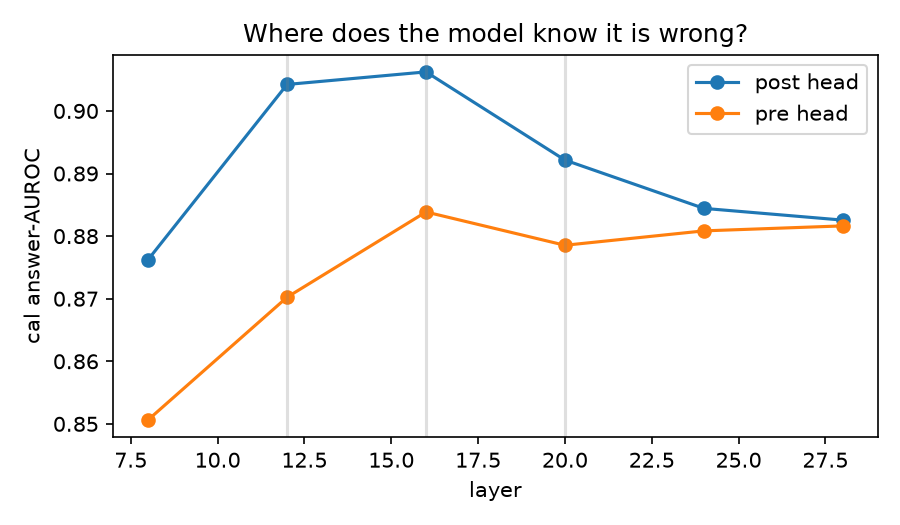 Where does the model know it is wrong?
post head
pre head
cal answer-AUROC
0.90
0.89
0.88
0.87
0.86
0.85
7.5 10.0 12.5 15.0 17.5 20.0 22.5 25.0 27.5
layer